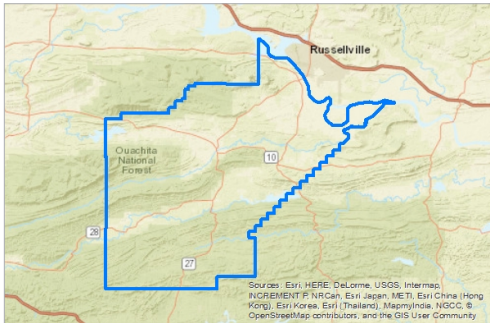 Russellville
Ouachita
National
Forest
10
28
27
Sources: Esri, HERE, DeLorme, USGS, Intermap,
INCREMENT P, NRCan, Esri Japan, METI, Esri China (Hong
Kong), Esri Korea, Esri (Thailand), MapmyIndia, NGCC, ©
OpenStreetMap contributors, and the GIS User Community